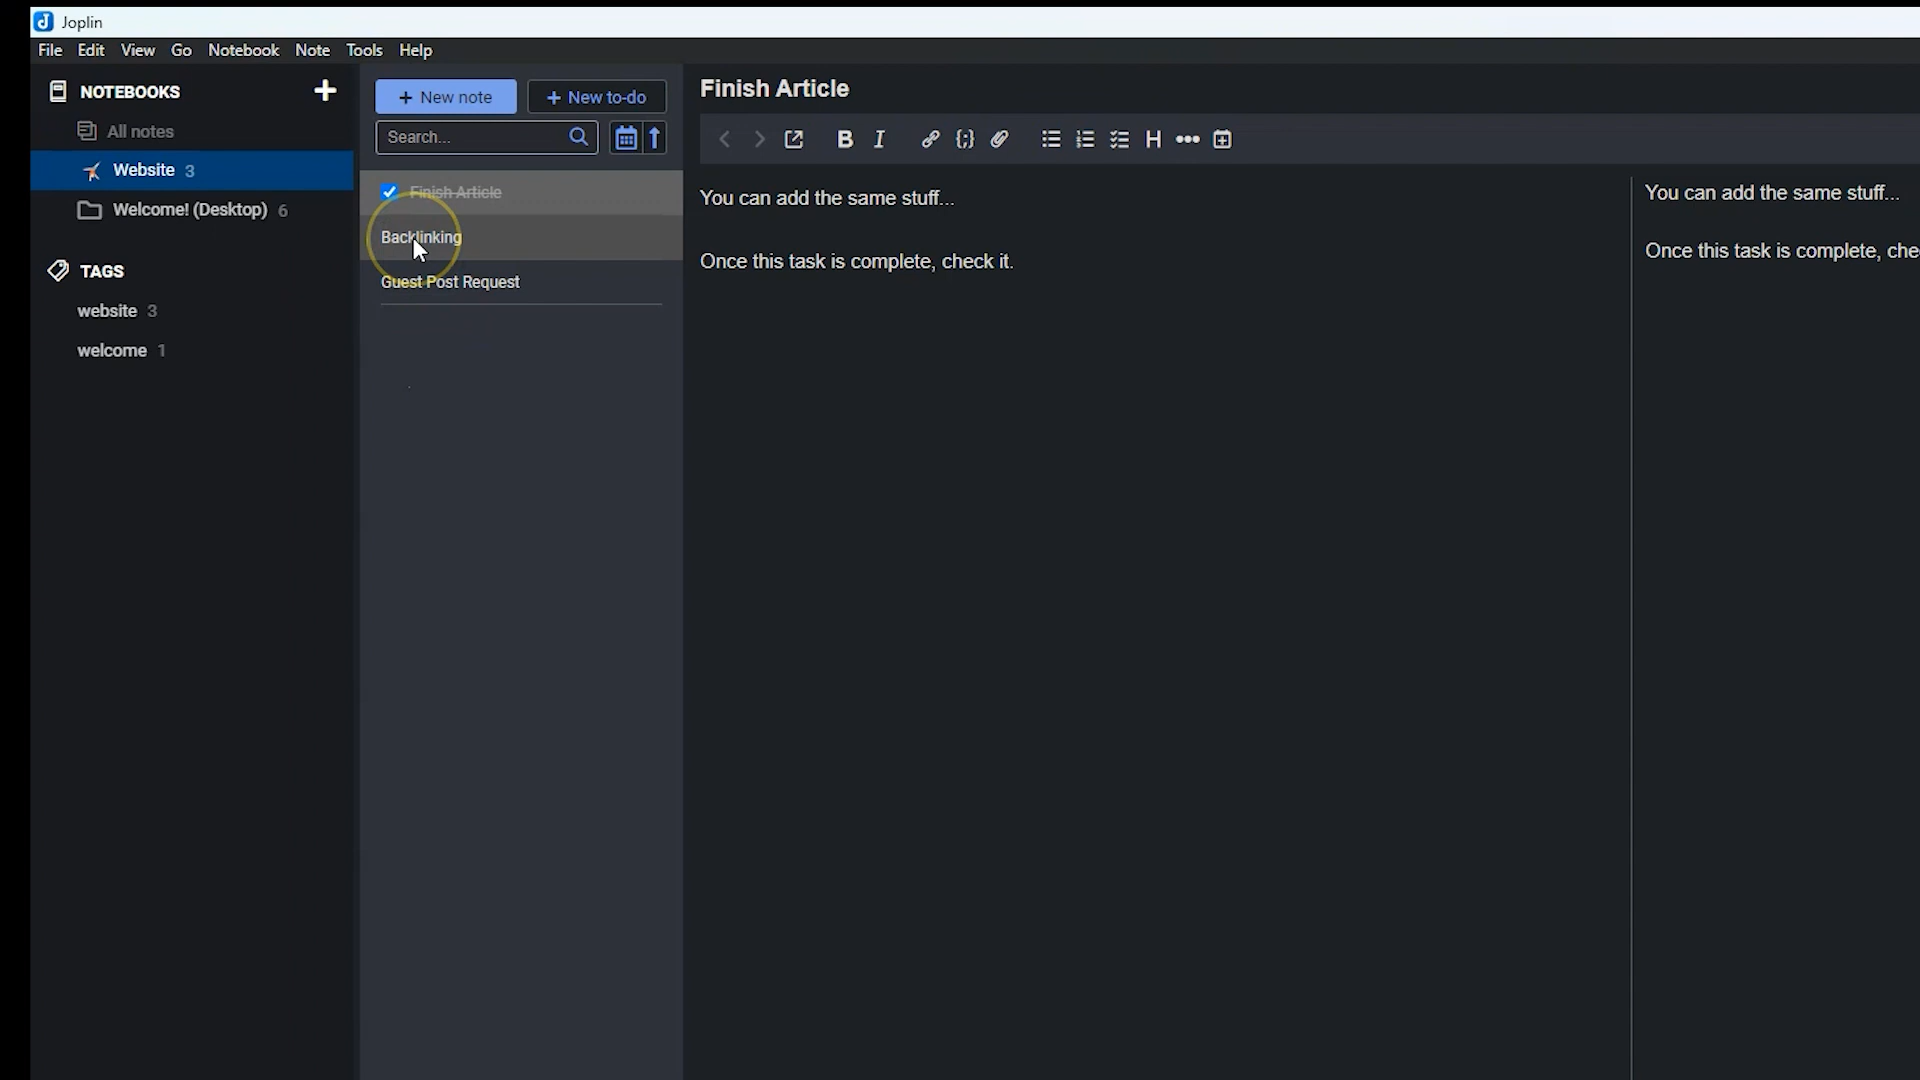 Joplin
File Edit View Go Notebook Note Tools Help
NOTEBOOKS
All notes
Website 3
Welcome! (Desktop) 6
TAGS
website 3
welcome 1
New note
New to-do
Search...
Finish Article
Backlinking
Guest Post Request
Finish Article
B I H
You can add the same stuff...
Once this task is complete, check it.
You can add the same stuff...
Once this task is complete, che